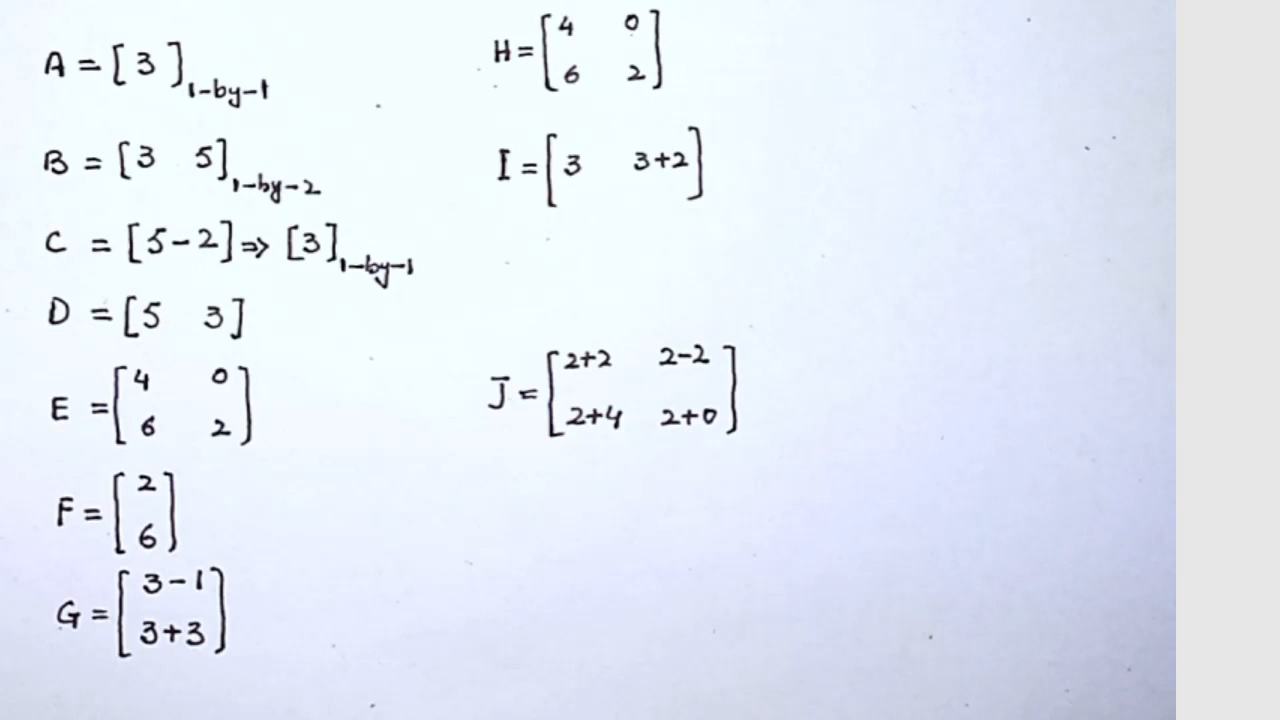 A = [ 3 ] 1-by-1
B = [ 3 5 ] 1-by-2
C = [ 5-2 ] ⇒ [ 3 ] 1-by-1
D = [ 5 3 ]
E = [ 4 0
6 2 ]
F = [ 2
6 ]
G = [ 3-1
3+3 ]
H = [ 4 0
6 2 ]
I = [ 3 3+2 ]
J = [ 2+2 2-2
2+4 2+0 ]